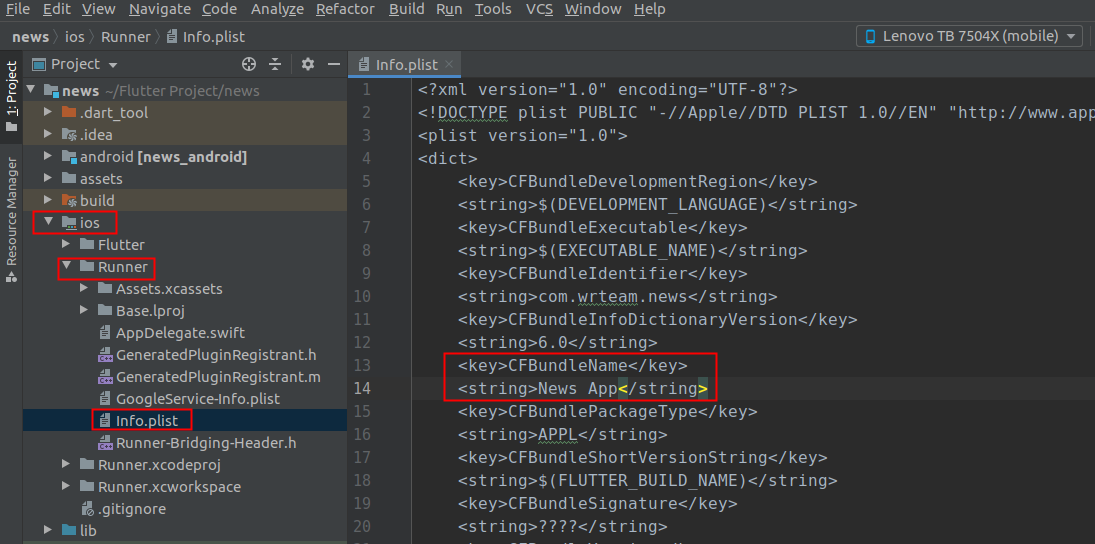 File Edit View Navigate Code Analyze Refactor Build Run Tools VCS Window Help
news ios Runner Info.plist
Lenovo TB 7504X (mobile)
1: Project
Resource Manager
Project
news ~/Flutter Project/news
.dart_tool
.idea
android [news_android]
assets
build
ios
Flutter
Runner
Assets.xcassets
Base.lproj
AppDelegate.swift
GeneratedPluginRegistrant.h
GeneratedPluginRegistrant.m
GoogleService-Info.plist
Info.plist
Runner-Bridging-Header.h
Runner.xcodeproj
Runner.xcworkspace
.gitignore
lib
Info.plist
1 <?xml version="1.0" encoding="UTF-8"?>
2 <!DOCTYPE plist PUBLIC "-//Apple//DTD PLIST 1.0//EN" "http://www.app
3 <plist version="1.0">
4 <dict>
5 <key>CFBundleDevelopmentRegion</key>
6 <string>$(DEVELOPMENT_LANGUAGE)</string>
7 <key>CFBundleExecutable</key>
8 <string>$(EXECUTABLE_NAME)</string>
9 <key>CFBundleIdentifier</key>
10 <string>com.wrteam.news</string>
11 <key>CFBundleInfoDictionaryVersion</key>
12 <string>6.0</string>
13 <key>CFBundleName</key>
14 <string>News App</string>
15 <key>CFBundlePackageType</key>
16 <string>APPL</string>
17 <key>CFBundleShortVersionString</key>
18 <string>$(FLUTTER_BUILD_NAME)</string>
19 <key>CFBundleSignature</key>
20 <string>????</string>